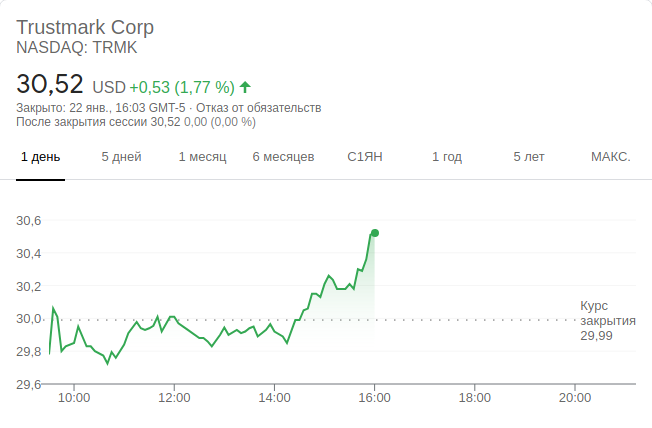 Trustmark Corp
NASDAQ: TRMK
30,52 USD +0,53 (1,77 %)
Закрыто: 22 янв., 16:03 GMT-5 · Отказ от обязательств
После закрытия сессии 30,52 0,00 (0,00 %)
1 день 5 дней 1 месяц 6 месяцев С1ЯН 1 год 5 лет МАКС.
30,6
30,4
30,2
30,0
29,8
29,6
Курс
закрытия
29,99
10:00 12:00 14:00 16:00 18:00 20:00